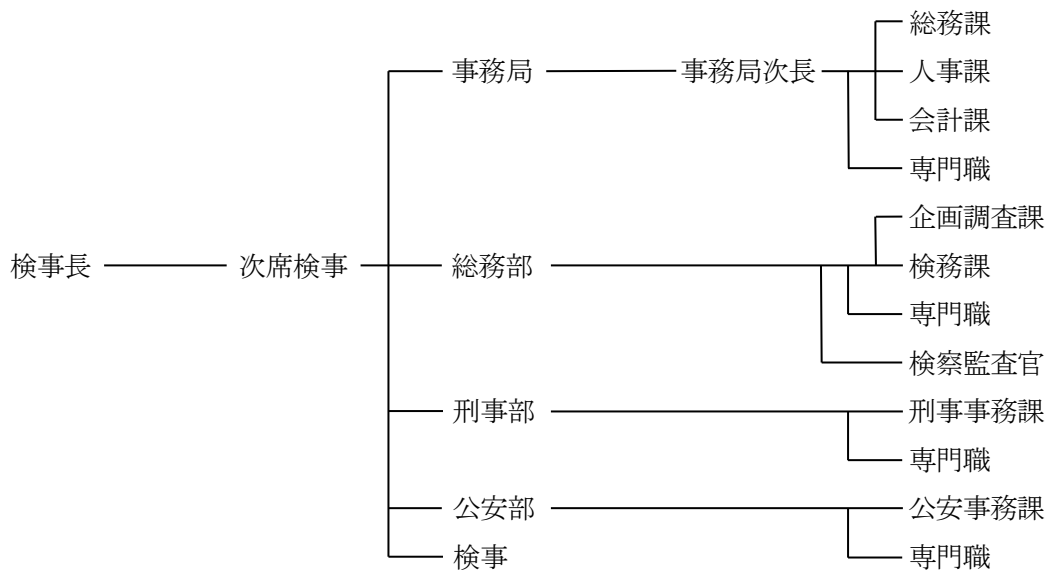 総務課
事務局 事務局次長 人事課
会計課
専門職
企画調査課
検事長 次席検事 総務部 検務課
専門職
検察監査官
刑事部 刑事事務課
専門職
公安部 公安事務課
検事 専門職